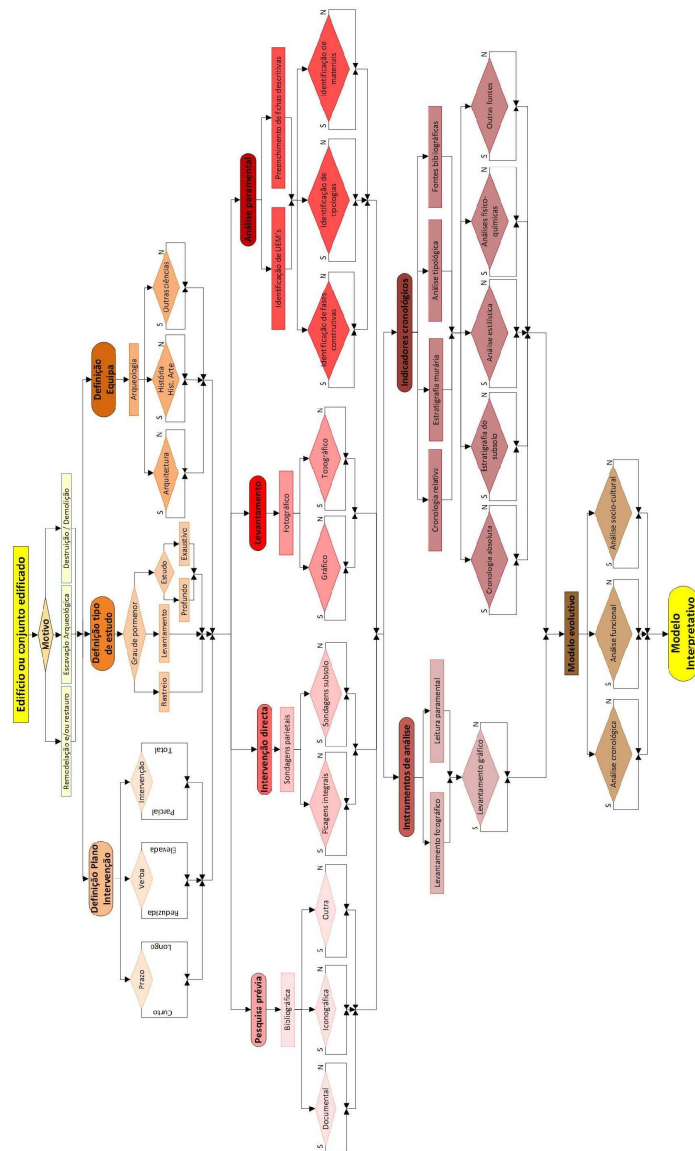 Edifício ou conjunto edificado
Motivo
Remodelação e/ou restauro
Escavação Arqueológica
Destruição / Demolição
Definição Plano
Intervenção
Prazo
Curto
Longo
Verba
Reduzida
Elevada
Intervenção
Parcial
Total
Definição tipo
de estudo
Grau de pormenor
Rastreio
Levantamento
Estudo
Profundo
Exaustivo
Definição
Equipa
Arqueologia
S
Arquitectura
N
S
História
Hist. Arte
N
S
Outras ciências
N
Pesquisa prévia
Bibliográfica
S
Documental
N
S
Iconográfica
N
S
Outra
N
Intervenção directa
Sondagens parietais
S
Picagens integrais
N
S
Sondagens subsolo
N
Levantamento
Fotográfico
S
Gráfico
N
S
Topográfico
N
Análise paramental
Identificação de UEM's
Preenchimento de fichas descritivas
S
Identificação de fases
construtivas
N
S
Identificação de
tipologias
N
S
Identificação de
materiais
N
Instrumentos de análise
Levantamento fotográfico
Leitura paramental
S
Levantamento gráfico
N
Indicadores cronológicos
Cronologia relativa
Estratigrafia murária
Análise tipológica
Fontes bibliográficas
S
Cronologia absoluta
N
S
Estratigrafia do
subsolo
N
S
Análise estilística
N
S
Análises físico-
químicas
N
S
Outras fontes
N
Modelo evolutivo
S
Análise cronológica
N
S
Análise funcional
N
S
Análise socio-cultural
N
Modelo
Interpretativo